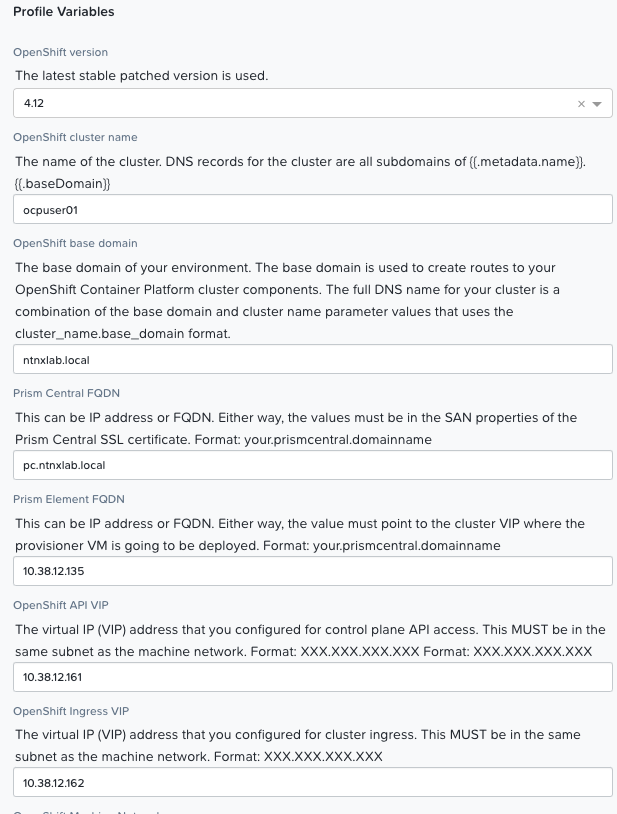 Profile Variables
OpenShift version
The latest stable patched version is used.
4.12
OpenShift cluster name
The name of the cluster. DNS records for the cluster are all subdomains of {{.metadata.name}}.
{{.baseDomain}}
ocpuser01
OpenShift base domain
The base domain of your environment. The base domain is used to create routes to your
OpenShift Container Platform cluster components. The full DNS name for your cluster is a
combination of the base domain and cluster name parameter values that uses the
cluster_name.base_domain format.
ntnxlab.local
Prism Central FQDN
This can be IP address or FQDN. Either way, the values must be in the SAN properties of the
Prism Central SSL certificate. Format: your.prismcentral.domainname
pc.ntnxlab.local
Prism Element FQDN
This can be IP address or FQDN. Either way, the value must point to the cluster VIP where the
provisioner VM is going to be deployed. Format: your.prismcentral.domainname
10.38.12.135
OpenShift API VIP
The virtual IP (VIP) address that you configured for control plane API access. This MUST be in the
same subnet as the machine network. Format: XXX.XXX.XXX.XXX Format: XXX.XXX.XXX.XXX
10.38.12.161
OpenShift Ingress VIP
The virtual IP (VIP) address that you configured for cluster ingress. This MUST be in the same
subnet as the machine network. Format: XXX.XXX.XXX.XXX
10.38.12.162